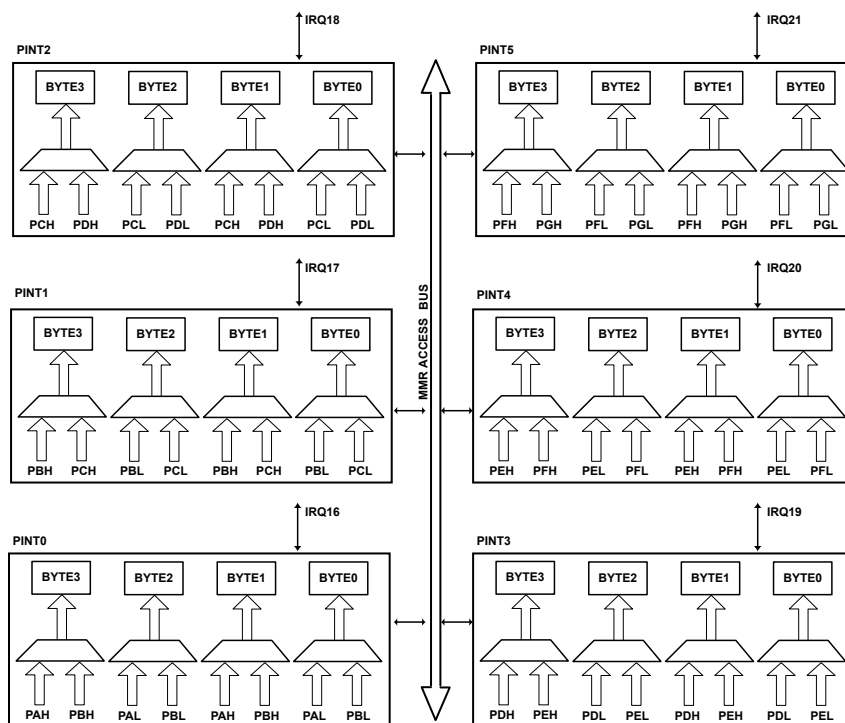 IRQ18
PINT2
BYTE3 BYTE2 BYTE1 BYTE0
PCH PDH PCL PDL PCH PDH PCL PDL
IRQ21
PINT5
BYTE3 BYTE2 BYTE1 BYTE0
PFH PGH PFL PGL PFH PGH PFL PGL
IRQ17
PINT1
BYTE3 BYTE2 BYTE1 BYTE0
PBH PCH PBL PCL PBH PCH PBL PCL
MMR ACCESS BUS
IRQ20
PINT4
BYTE3 BYTE2 BYTE1 BYTE0
PEH PFH PEL PFL PEH PFH PEL PFL
IRQ16
PINT0
BYTE3 BYTE2 BYTE1 BYTE0
PAH PBH PAL PBL PAH PBH PAL PBL
IRQ19
PINT3
BYTE3 BYTE2 BYTE1 BYTE0
PDH PEH PDL PEL PDH PEH PDL PEL